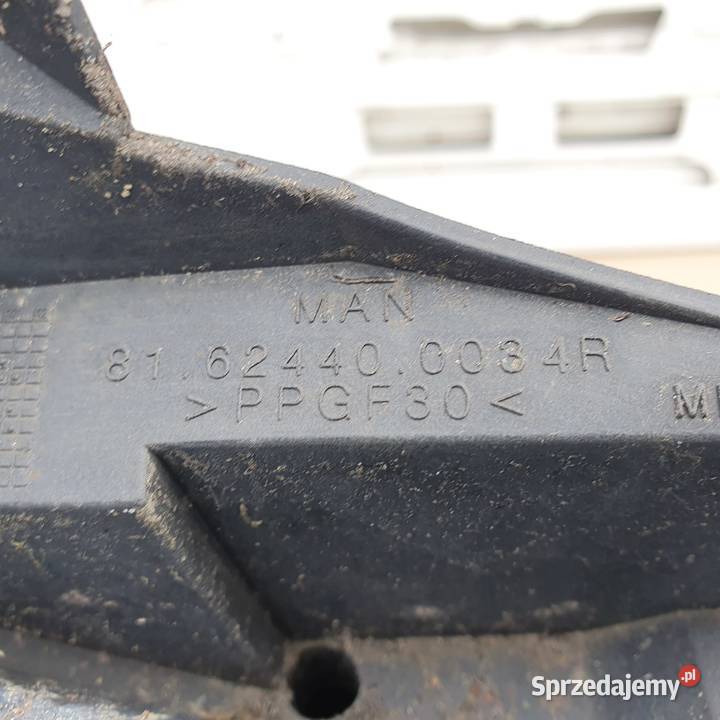 MAN
81.62440.0034R
>PPGF30<
Sprzedajemy.pl